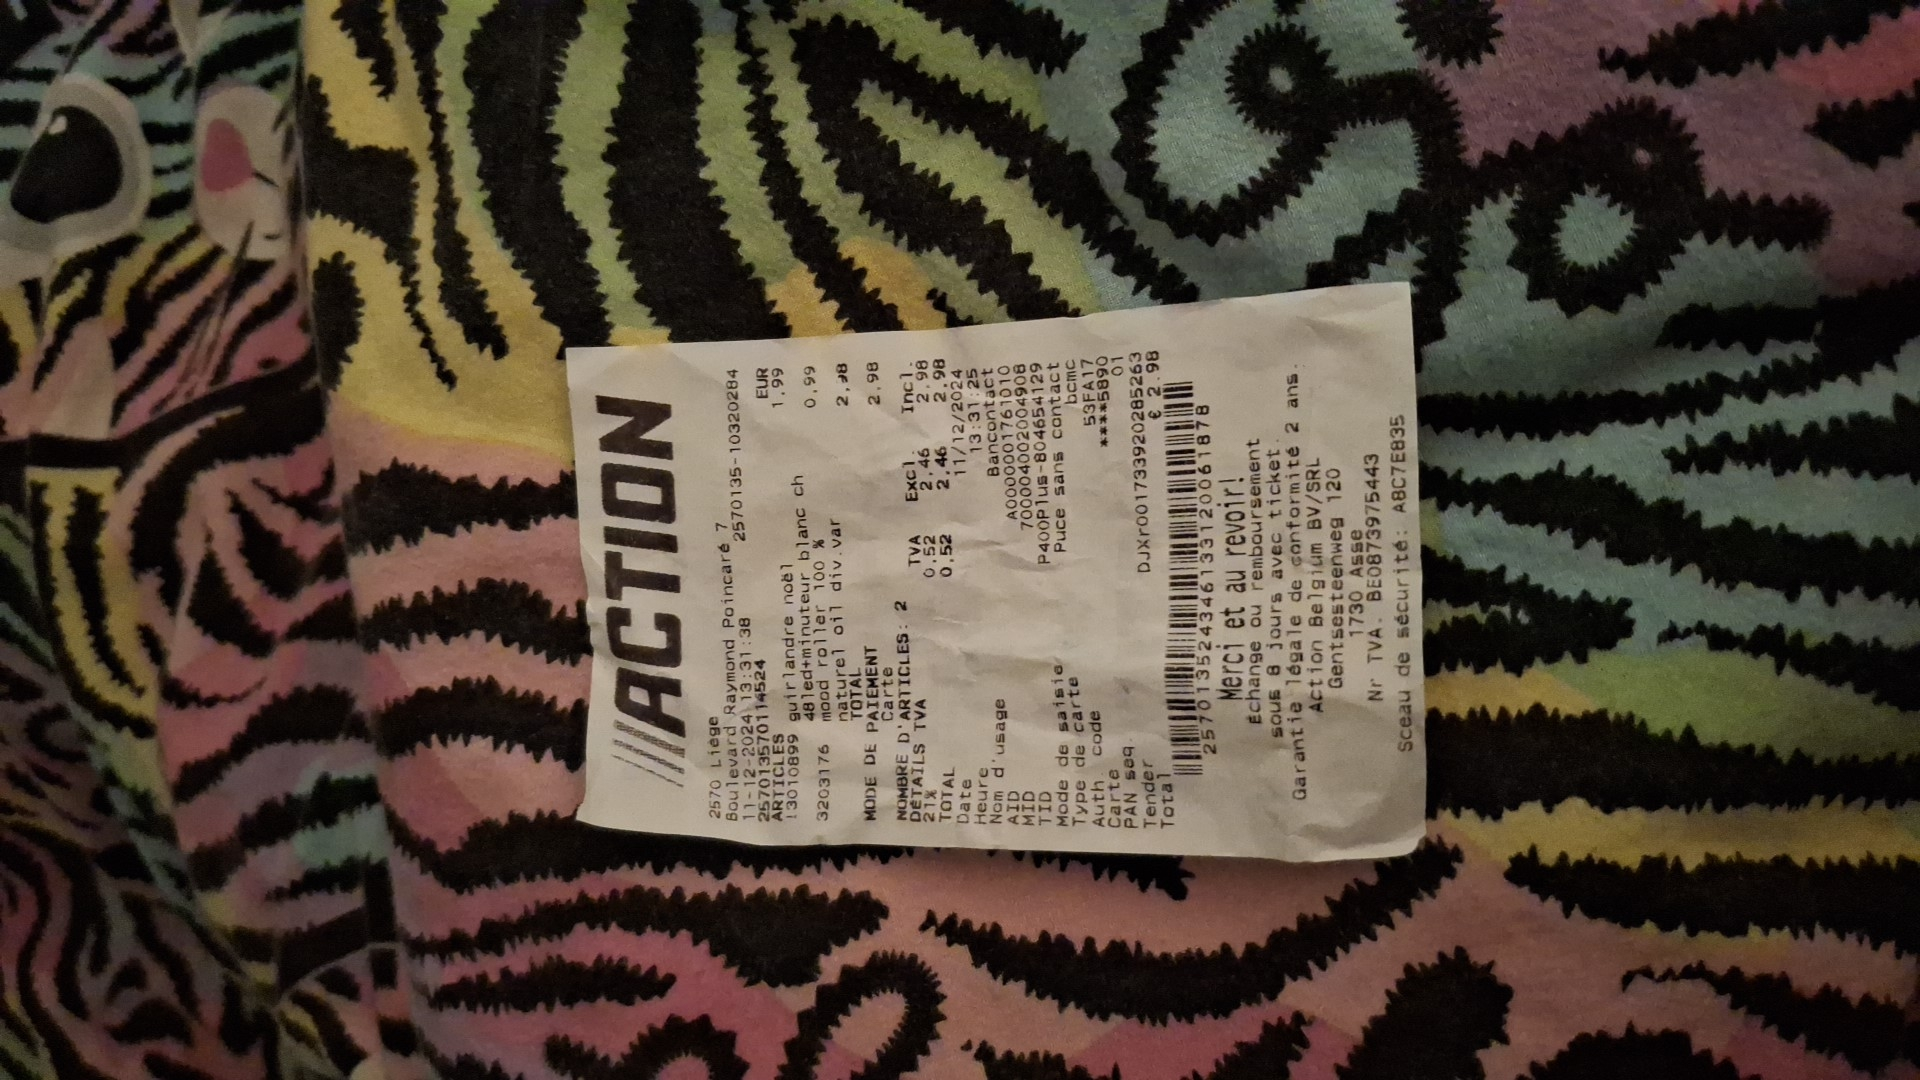 ACTION
2570 Liège
Boulevard Raymond Poincaré 7
11-12-2024 13:31:38 2570135-10320284
2570135701 14524
ARTICLES EUR
!3010899 guirlandre noël 1,99
48led+minuteur blanc ch
3203176 mood roller 100 % 0,99
naturel oil div.var
TOTAL 2,98
MODE DE PAIEMENT
Carte 2,98
NOMBRE D'ARTICLES: 2
DÉTAILS TVA TVA Excl. Incl.
21% 0,52 2,46 2,98
TOTAL 0,52 2,46 2,98
Date 11/12/2024
Heure 13:31:25
Nom d'usage Bancontact
AID A0000001761010
MID 700004002004908
TID P400Plus-804654129
Mode de saisie Puce sans contact
Type de carte bcmc
Auth. code 53FA17
Carte ****5890
PAN seq. 01
Tender DJXr001733920285263
Total € 2.98
25701352434613312006187 8
Merci et au revoir!
Échange ou remboursement
sous 8 jours avec ticket.
Garantie légale de conformité 2 ans.
Action Belgium BV/SRL
Gentsesteenweg 120
1730 Asse
Nr TVA. BE0873975443
Sceau de sécurité: A8C7E835